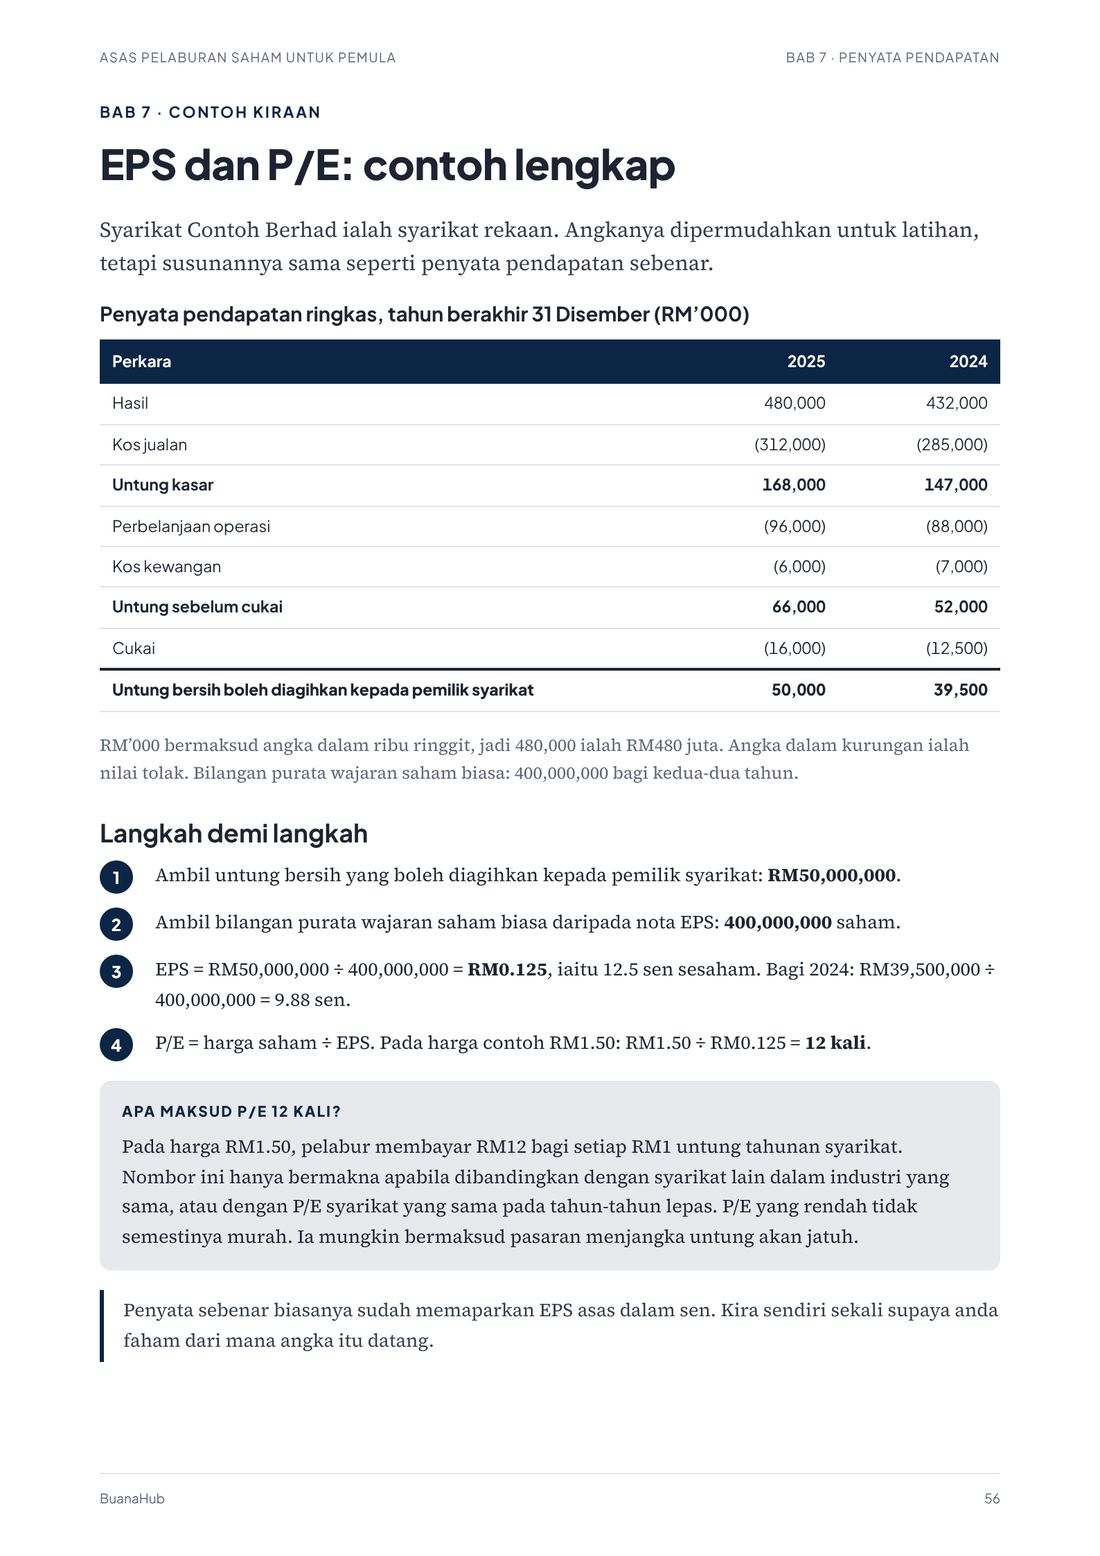 ASAS PELABURAN SAHAM UNTUK PEMULA
BAB 7 · PENYATA PENDAPATAN
BAB 7 · CONTOH KIRAAN
EPS dan P/E: contoh lengkap
Syarikat Contoh Berhad ialah syarikat rekaan. Angkanya dipermudahkan untuk latihan,
tetapi susunannya sama seperti penyata pendapatan sebenar.
Penyata pendapatan ringkas, tahun berakhir 31 Disember (RM’000)
Perkara 2025 2024
Hasil 480,000 432,000
Kos jualan (312,000) (285,000)
Untung kasar 168,000 147,000
Perbelanjaan operasi (96,000) (88,000)
Kos kewangan (6,000) (7,000)
Untung sebelum cukai 66,000 52,000
Cukai (16,000) (12,500)
Untung bersih boleh diagihkan kepada pemilik syarikat 50,000 39,500
RM’000 bermaksud angka dalam ribu ringgit, jadi 480,000 ialah RM480 juta. Angka dalam kurungan ialah
nilai tolak. Bilangan purata wajaran saham biasa: 400,000,000 bagi kedua-dua tahun.
Langkah demi langkah
1 Ambil untung bersih yang boleh diagihkan kepada pemilik syarikat: RM50,000,000.
2 Ambil bilangan purata wajaran saham biasa daripada nota EPS: 400,000,000 saham.
3 EPS = RM50,000,000 ÷ 400,000,000 = RM0.125, iaitu 12.5 sen sesaham. Bagi 2024: RM39,500,000 ÷
400,000,000 = 9.88 sen.
4 P/E = harga saham ÷ EPS. Pada harga contoh RM1.50: RM1.50 ÷ RM0.125 = 12 kali.
APA MAKSUD P/E 12 KALI?
Pada harga RM1.50, pelabur membayar RM12 bagi setiap RM1 untung tahunan syarikat.
Nombor ini hanya bermakna apabila dibandingkan dengan syarikat lain dalam industri yang
sama, atau dengan P/E syarikat yang sama pada tahun-tahun lepas. P/E yang rendah tidak
semestinya murah. Ia mungkin bermaksud pasaran menjangka untung akan jatuh.
Penyata sebenar biasanya sudah memaparkan EPS asas dalam sen. Kira sendiri sekali supaya anda
faham dari mana angka itu datang.
BuanaHub
56